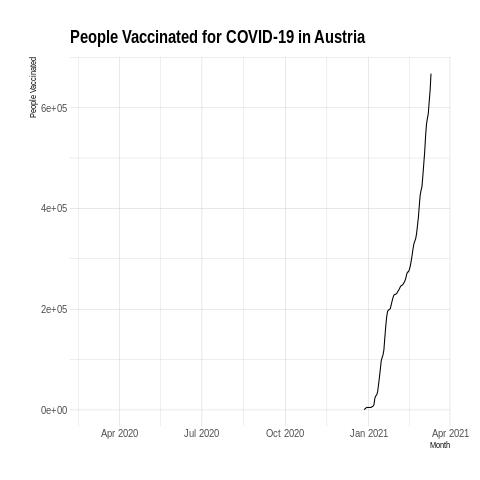 People Vaccinated for COVID-19 in Austria
People Vaccinated
6e+05
4e+05
2e+05
0e+00
Apr 2020 Jul 2020 Oct 2020 Jan 2021 Apr 2021
Month